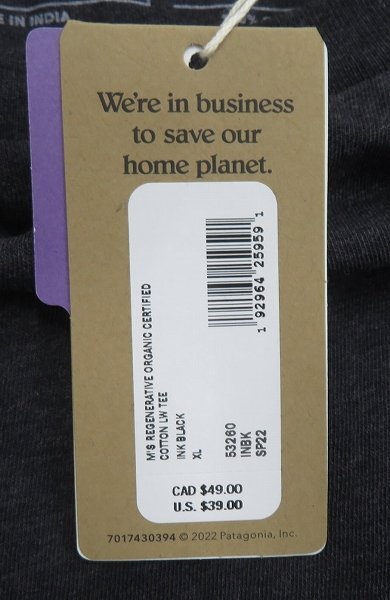 E IN INDIA
We're in business
to save our
home planet.
1 92964 25959 1
M'S REGENERATIVE ORGANIC CERTIFIED
COTTON LW TEE
INK BLACK
XL
53260
INBK
SP22
CAD $49.00
U.S. $39.00
7017430394 © 2022 Patagonia, Inc.